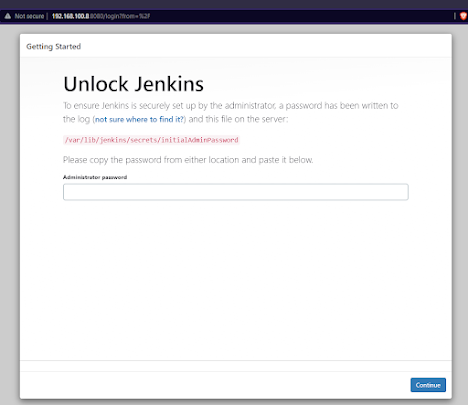 Not secure | 192.168.100.8:8080/login?from=%2F
Getting Started
Unlock Jenkins
To ensure Jenkins is securely set up by the administrator, a password has been written to
the log (not sure where to find it?) and this file on the server:
/var/lib/jenkins/secrets/initialAdminPassword
Please copy the password from either location and paste it below.
Administrator password
Continue